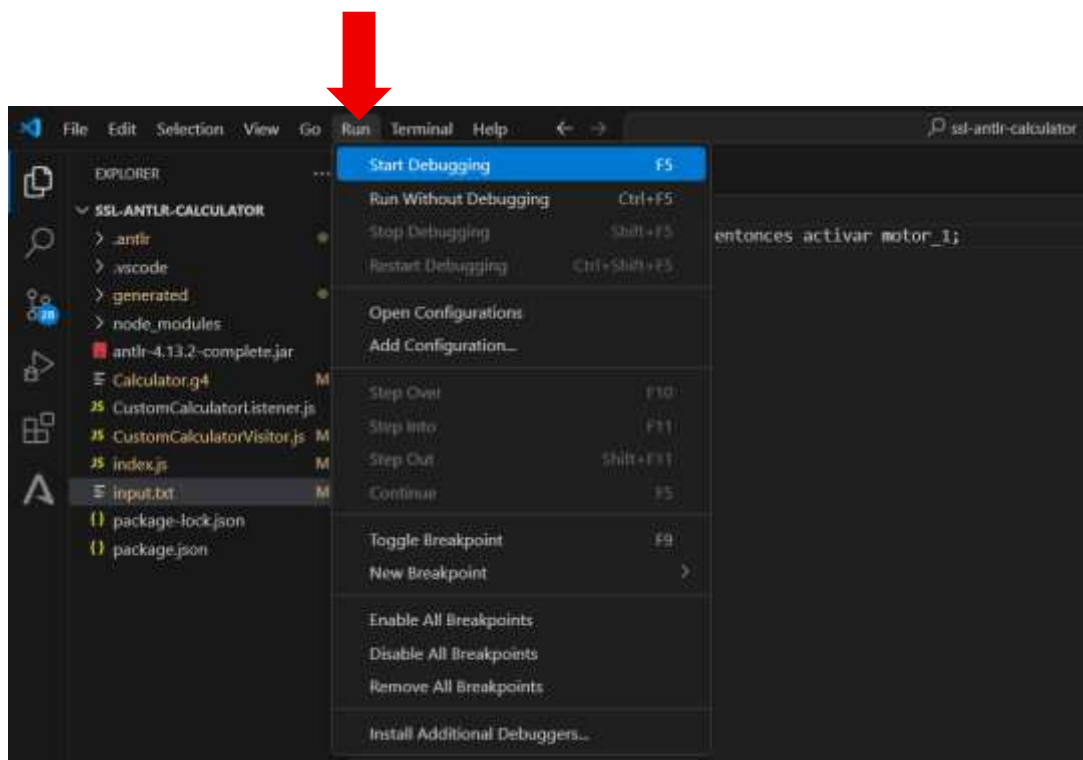 File Edit Selection View Go Run Terminal Help ssl-antlr-calculator
EXPLORER ...
SSL-ANTLR-CALCULATOR
.antlr
.vscode
28
generated
node_modules
antlr-4.13.2-complete.jar
Calculator.g4 M
JS CustomCalculatorListener.js
JS CustomCalculatorVisitor.js M
JS index.js M
input.txt M
{} package-lock.json
{} package.json
Start Debugging F5
Run Without Debugging Ctrl+F5
Stop Debugging Shift+F5
Restart Debugging Ctrl+Shift+F5
Open Configurations
Add Configuration...
Step Over F10
Step Into F11
Step Out Shift+F11
Continue F5
Toggle Breakpoint F9
New Breakpoint
Enable All Breakpoints
Disable All Breakpoints
Remove All Breakpoints
Install Additional Debuggers...
entonces activar motor_1;